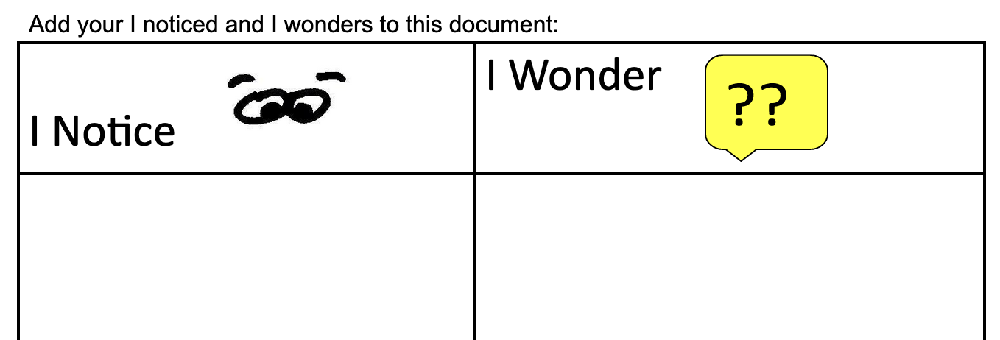 Add your I noticed and I wonders to this document:
I Notice
I Wonder
??